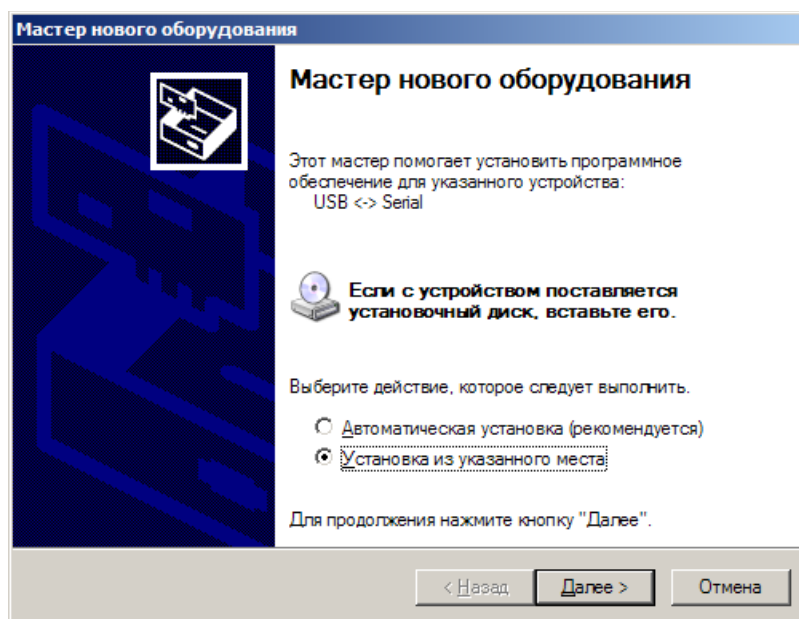 Мастер нового оборудования
Мастер нового оборудования
Этот мастер помогает установить программное
обеспечение для указанного устройства:
USB <-> Serial
Если с устройством поставляется
установочный диск, вставьте его.
Выберите действие, которое следует выполнить.
Автоматическая установка (рекомендуется)
Установка из указанного места
Для продолжения нажмите кнопку "Далее".
< Назад Далее > Отмена